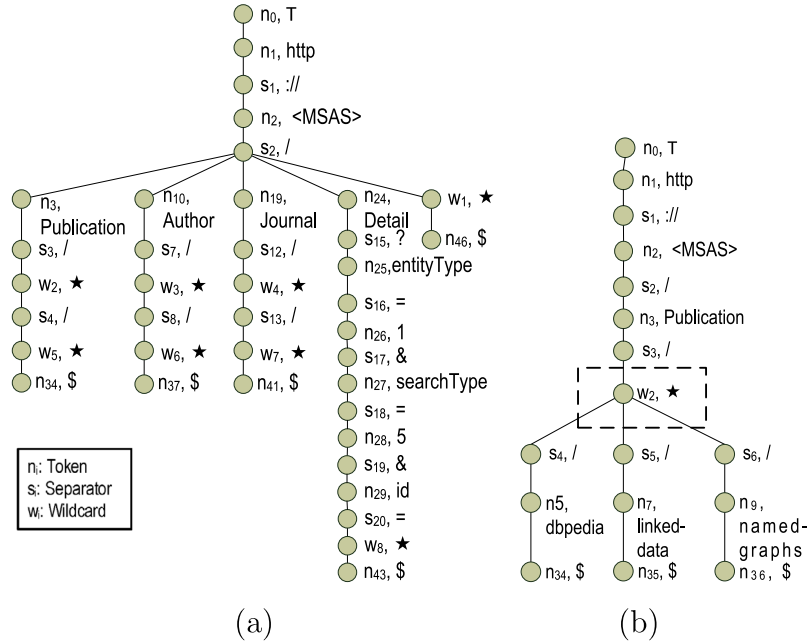 n₀, T
n₁, http
s₁, ://
n₂, <MSAS>
s₂, /
n₃,
Publication
s₃, /
w₂, ★
s₄, /
w₅, ★
n₃₄, $
n₁₀,
Author
s₇, /
w₃, ★
s₈, /
w₆, ★
n₃₇, $
n₁₉,
Journal
s₁₂, /
w₄, ★
s₁₃, /
w₇, ★
n₄₁, $
n₂₄,
Detail
s₁₅, ?
n₂₅,entityType
s₁₆, =
n₂₆, 1
s₁₇, &
n₂₇, searchType
s₁₈, =
n₂₈, 5
s₁₉, &
n₂₉, id
s₂₀, =
w₈, ★
n₄₃, $
w₁, ★
n₄₆, $
nᵢ: Token
sᵢ: Separator
wᵢ: Wildcard
(a)
n₀, T
n₁, http
s₁, ://
n₂, <MSAS>
s₂, /
n₃, Publication
s₃, /
w₂, ★
s₄, /
n5,
dbpedia
n₃₄, $
s₅, /
n₇,
linked-
data
n₃₅, $
s₆, /
n₉,
named-
graphs
n₃₆, $
(b)